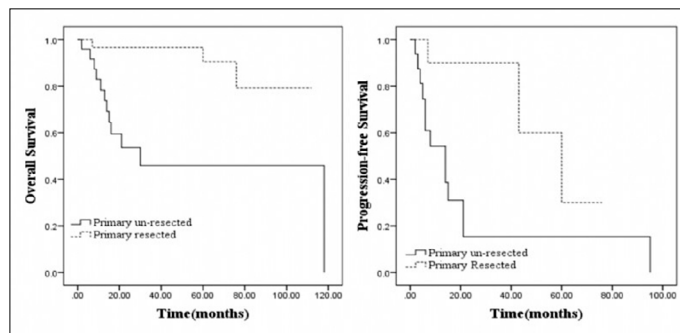 Overall Survival
1.0
0.8
0.6
0.4
0.2
0.0
Primary un-resected
Primary resected
.00 20.00 40.00 60.00 80.00 100.00 120.00
Time(months)
Progression-free Survival
1.0
0.8
0.6
0.4
0.2
0.0
Primary un-resected
Primary Resected
.00 20.00 40.00 60.00 80.00 100.00
Time(months)